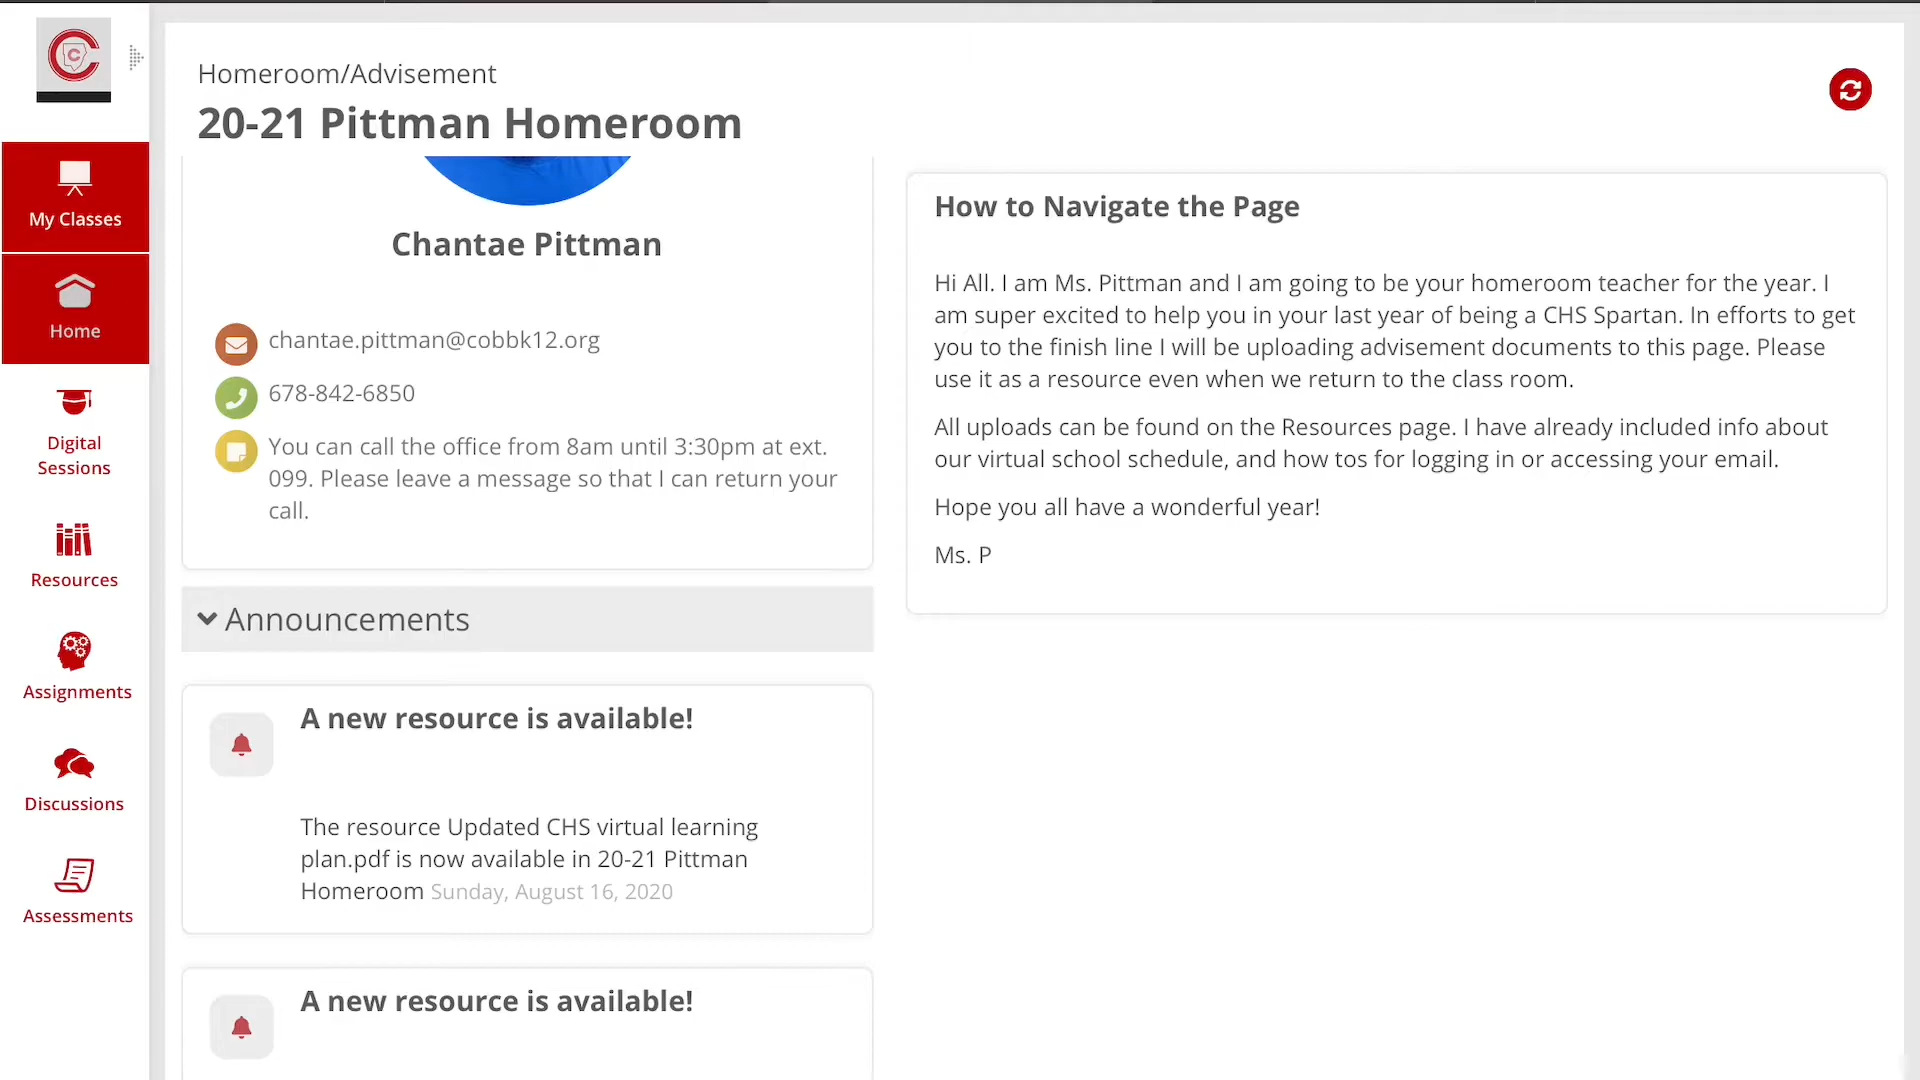 C
Homeroom/Advisement
20-21 Pittman Homeroom
My Classes
Home
Digital
Sessions
Resources
Assignments
Discussions
Assessments
Chantae Pittman
chantae.pittman@cobbk12.org
678-842-6850
You can call the office from 8am until 3:30pm at ext.
099. Please leave a message so that I can return your
call.
Announcements
A new resource is available!
The resource Updated CHS virtual learning
plan.pdf is now available in 20-21 Pittman
Homeroom Sunday, August 16, 2020
A new resource is available!
How to Navigate the Page
Hi All. I am Ms. Pittman and I am going to be your homeroom teacher for the year. I
am super excited to help you in your last year of being a CHS Spartan. In efforts to get
you to the finish line I will be uploading advisement documents to this page. Please
use it as a resource even when we return to the class room.
All uploads can be found on the Resources page. I have already included info about
our virtual school schedule, and how tos for logging in or accessing your email.
Hope you all have a wonderful year!
Ms. P